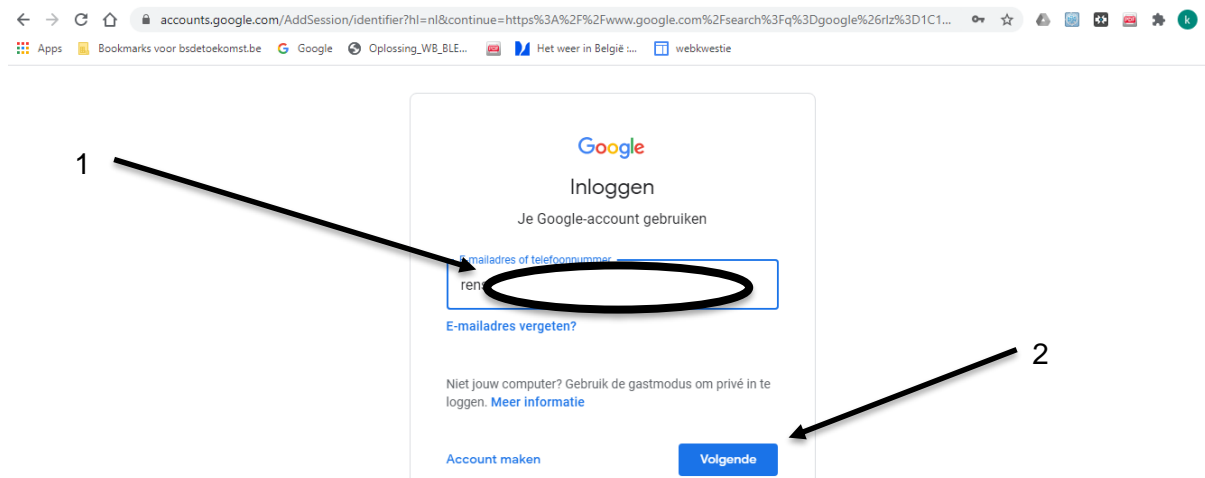 accounts.google.com/AddSession/identifier?hl=nl&continue=https%3A%2F%2Fwww.google.com%2Fsearch%3Fq%3Dgoogle%26rlz%3D1C1...
k
Apps Bookmarks voor bsdetoekomst.be Google Oplossing_WB_BLE... Het weer in België :... webkwestie
Google
1
Inloggen
Je Google-account gebruiken
E-mailadres of telefoonnummer
rens
E-mailadres vergeten?
2
Niet jouw computer? Gebruik de gastmodus om privé in te
loggen. Meer informatie
Account maken
Volgende